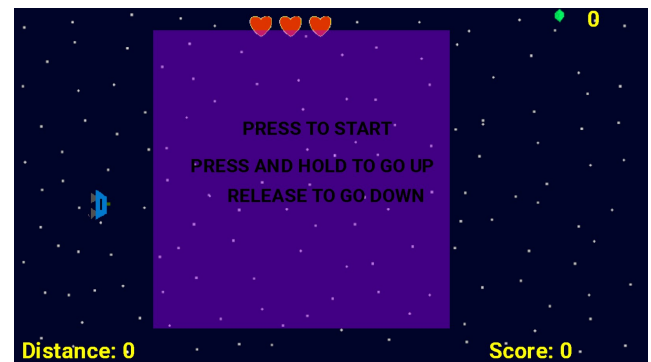 0
PRESS TO START
PRESS AND HOLD TO GO UP
RELEASE TO GO DOWN
Distance: 0
Score: 0